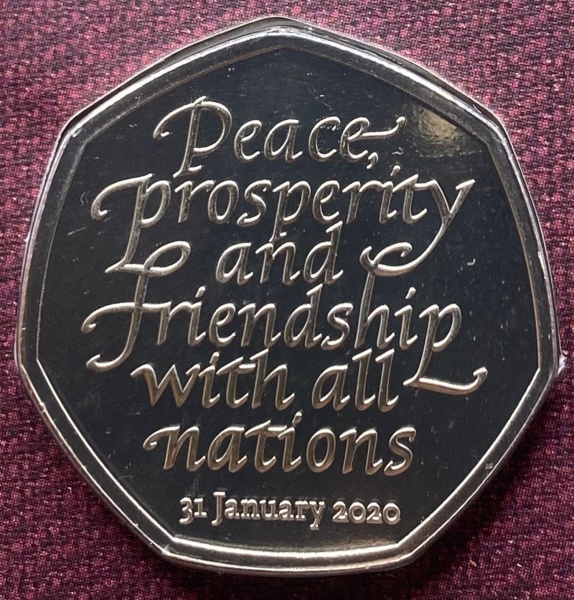 Peace,
prosperity
and
friendship
with all
nations
31 January 2020